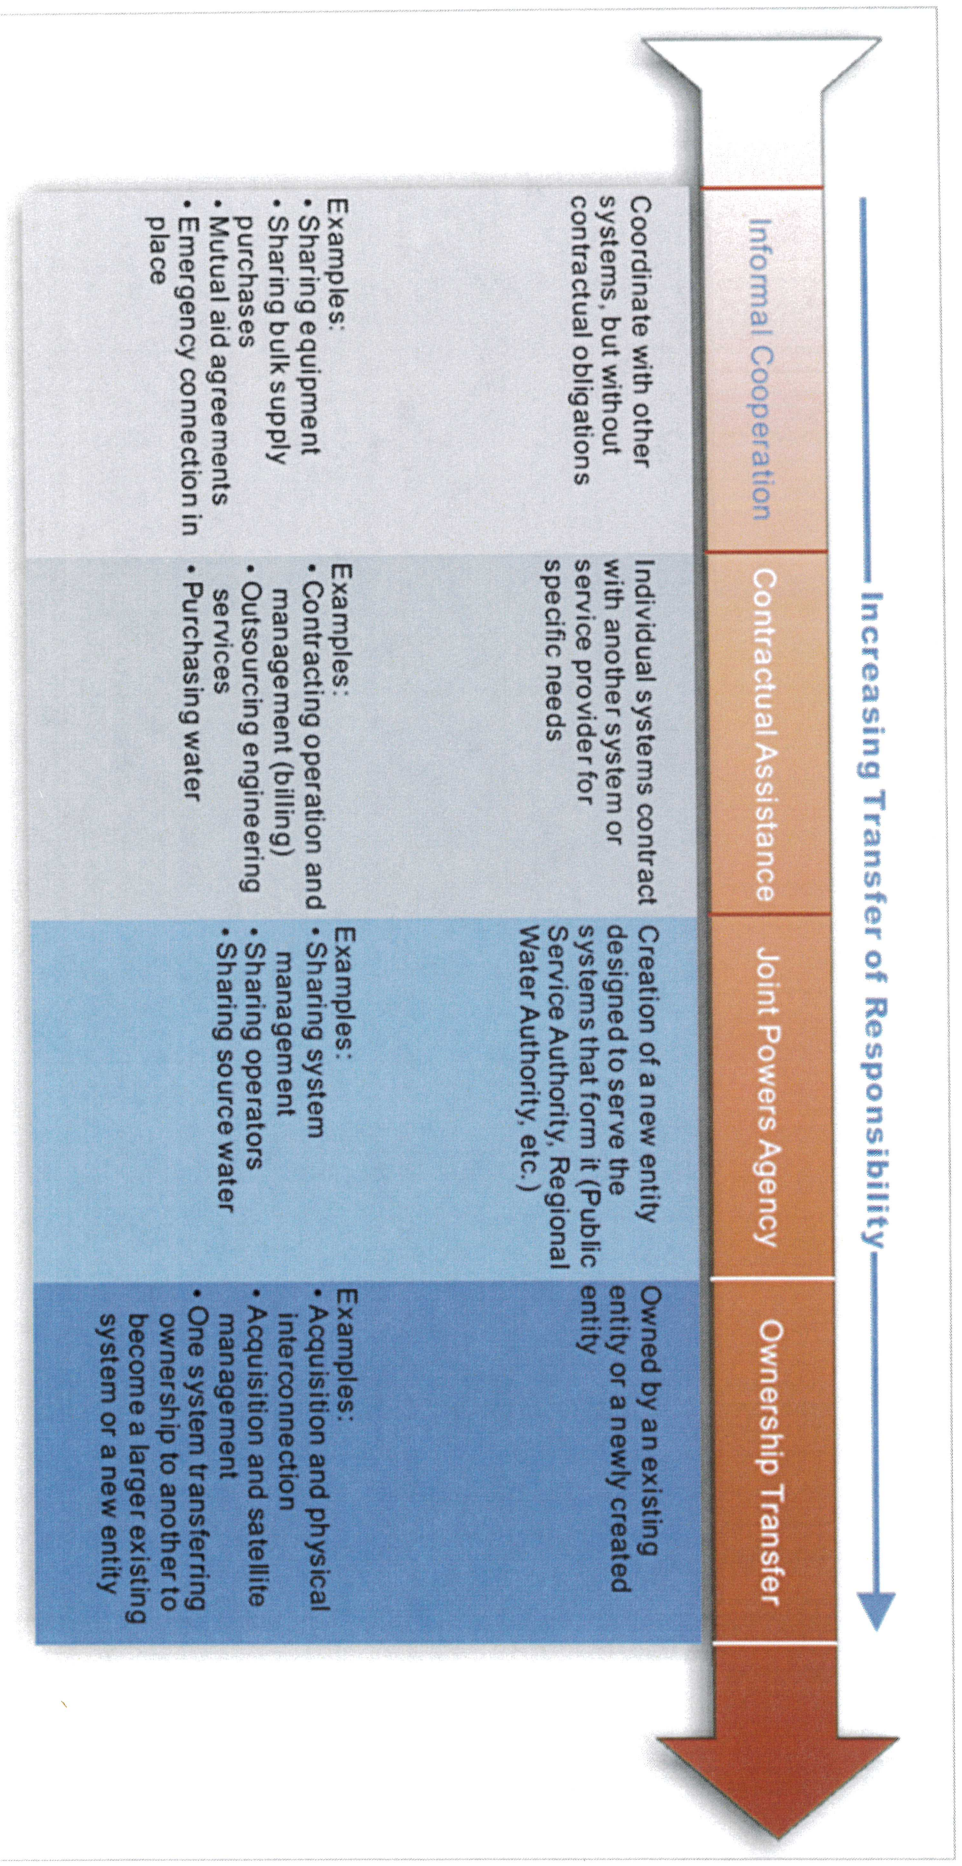 Increasing Transfer of Responsibility
Informal Cooperation
Contractual Assistance
Joint Powers Agency
Ownership Transfer
Coordinate with other
systems, but without
contractual obligations
Examples:
• Sharing equipment
• Sharing bulk supply
purchases
• Mutual aid agreements
• Emergency connection in
place
Individual systems contract
with another system or
service provider for
specific needs
Examples:
• Contracting operation and
management (billing)
• Outsourcing engineering
services
• Purchasing water
Creation of a new entity
designed to serve the
systems that form it (Public
Service Authority, Regional
Water Authority, etc.)
Examples:
• Sharing system
management
• Sharing operators
• Sharing source water
Owned by an existing
entity or a newly created
entity
Examples:
• Acquisition and physical
interconnection
• Acquisition and satellite
management
• One system transferring
ownership to another to
become a larger existing
system or a new entity